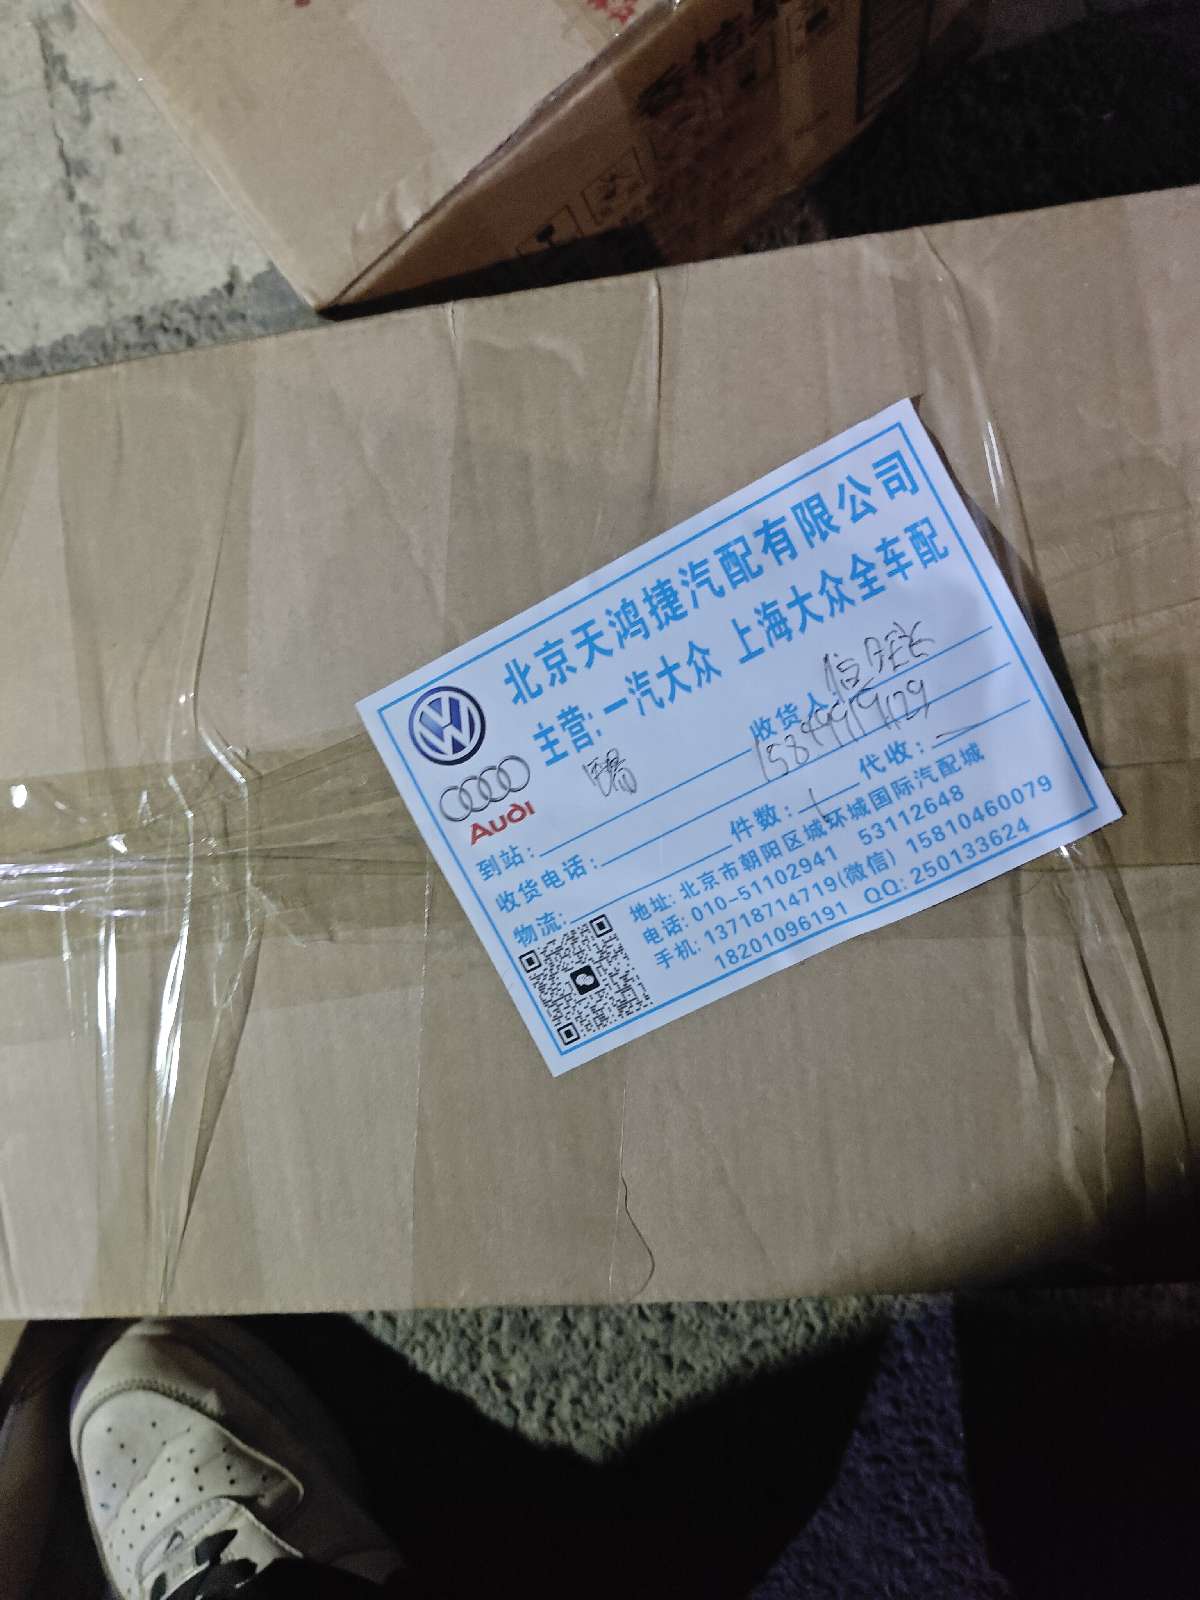 北京天鸿捷汽配有限公司
主营:一汽大众 上海大众全车配
Audi
到站: 收货人
收货电话: 15849919129
物流: 件数: 1 代收:
地址: 北京市朝阳区城环城国际汽配城
电话: 010-51102941 53112648
手机: 13718714719(微信) 15810460079
18201096191 QQ: 250133624